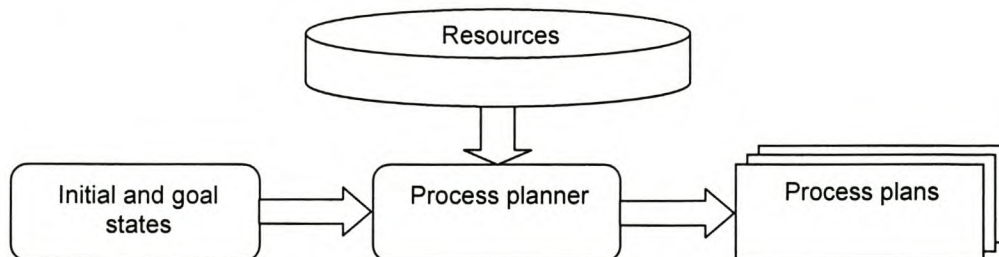 Resources
Initial and goal
states
Process planner
Process plans